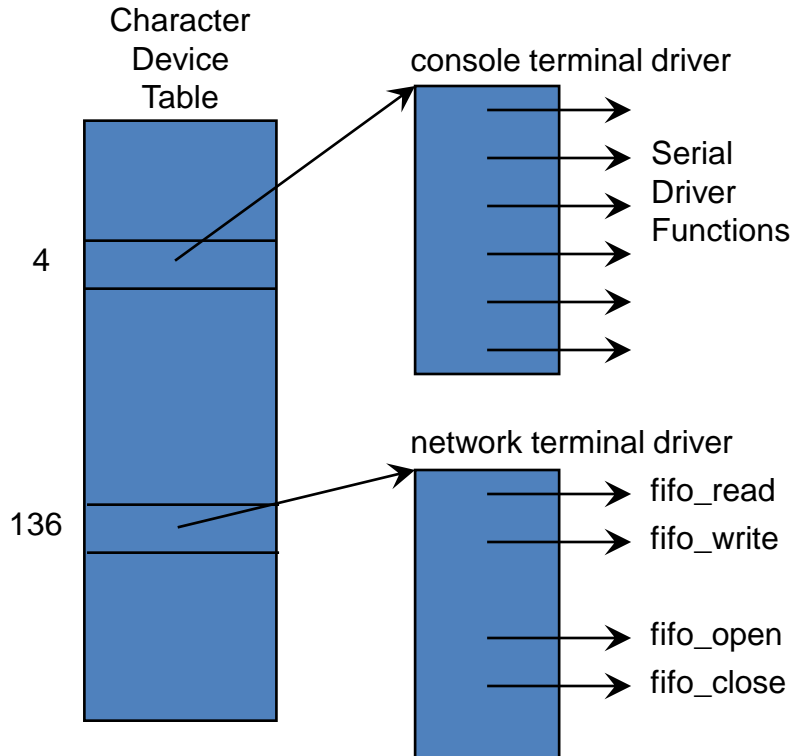 Character
Device
Table
4
136
console terminal driver
Serial
Driver
Functions
network terminal driver
fifo_read
fifo_write
fifo_open
fifo_close